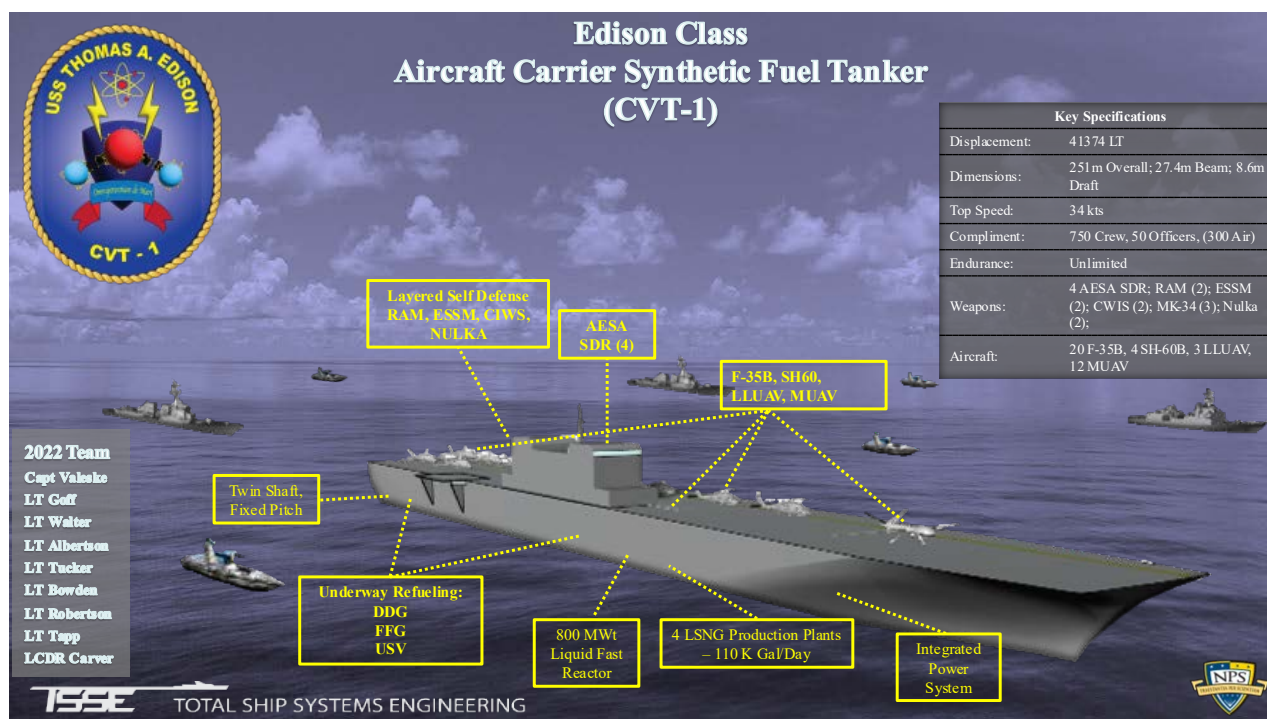 USS THOMAS A. EDISON
CVT - 1
Edison Class
Aircraft Carrier Synthetic Fuel Tanker
(CVT-1)
Key Specifications
Displacement: 41374 LT
Dimensions: 251m Overall; 27.4m Beam; 8.6m
Draft
Top Speed: 34 kts
Compliment: 750 Crew, 50 Officers, (300 Air)
Endurance: Unlimited
Weapons: 4 AESA SDR; RAM (2); ESSM
(2); CWIS (2); MK-34 (3); Nulka
(2);
Aircraft: 20 F-35B, 4 SH-60B, 3 LLUAV,
12 MUAV
Layered Self Defense
RAM, ESSM, CIWS,
NULKA
AESA
SDR (4)
F-35B, SH60,
LLUAV, MUAV
2022 Team
Capt Valeske
LT Goff
LT Walter
LT Albertson
LT Tucker
LT Bowden
LT Robertson
LT Tapp
LCDR Carver
Twin Shaft,
Fixed Pitch
Underway Refueling:
DDG
FFG
USV
800 MWt
Liquid Fast
Reactor
4 LSNG Production Plants
– 110 K Gal/Day
Integrated
Power
System
TSSE TOTAL SHIP SYSTEMS ENGINEERING
NPS